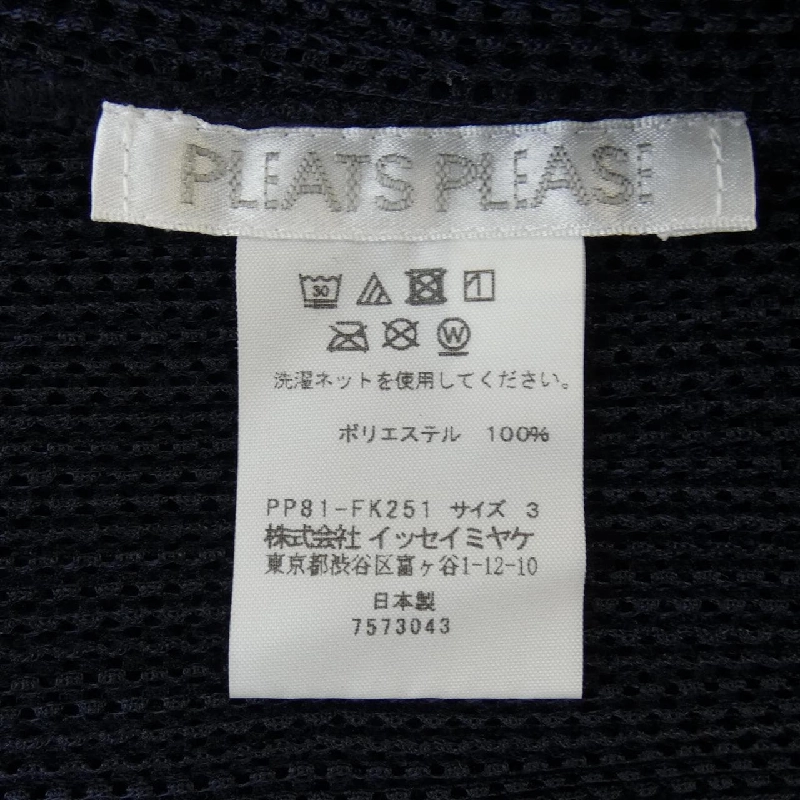 PLEATS PLEASE
30
W
洗濯ネットを使用してください。
ポリエステル 100%
PP81-FK251 サイズ 3
株式会社 イッセイミヤケ
東京都渋谷区富ヶ谷1-12-10
日本製
7573043